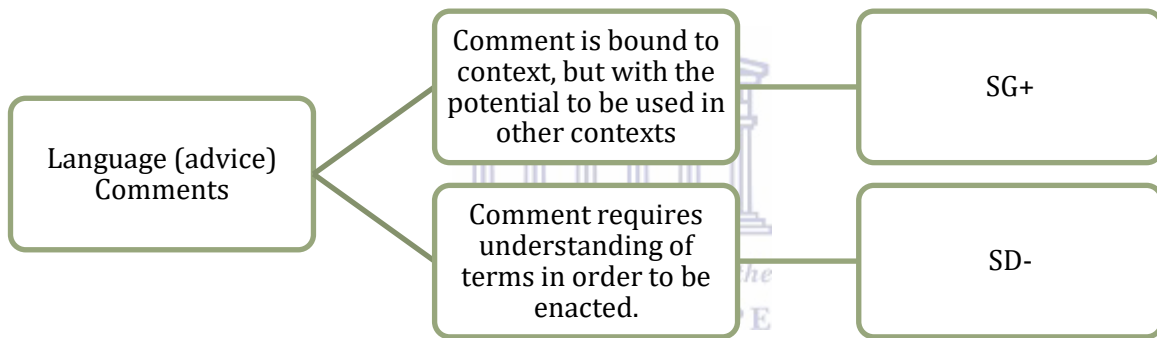 Language (advice)
Comments
Comment is bound to
context, but with the
potential to be used in
other contexts
SG+
Comment requires
understanding of
terms in order to be
enacted.
SD-
the
P E